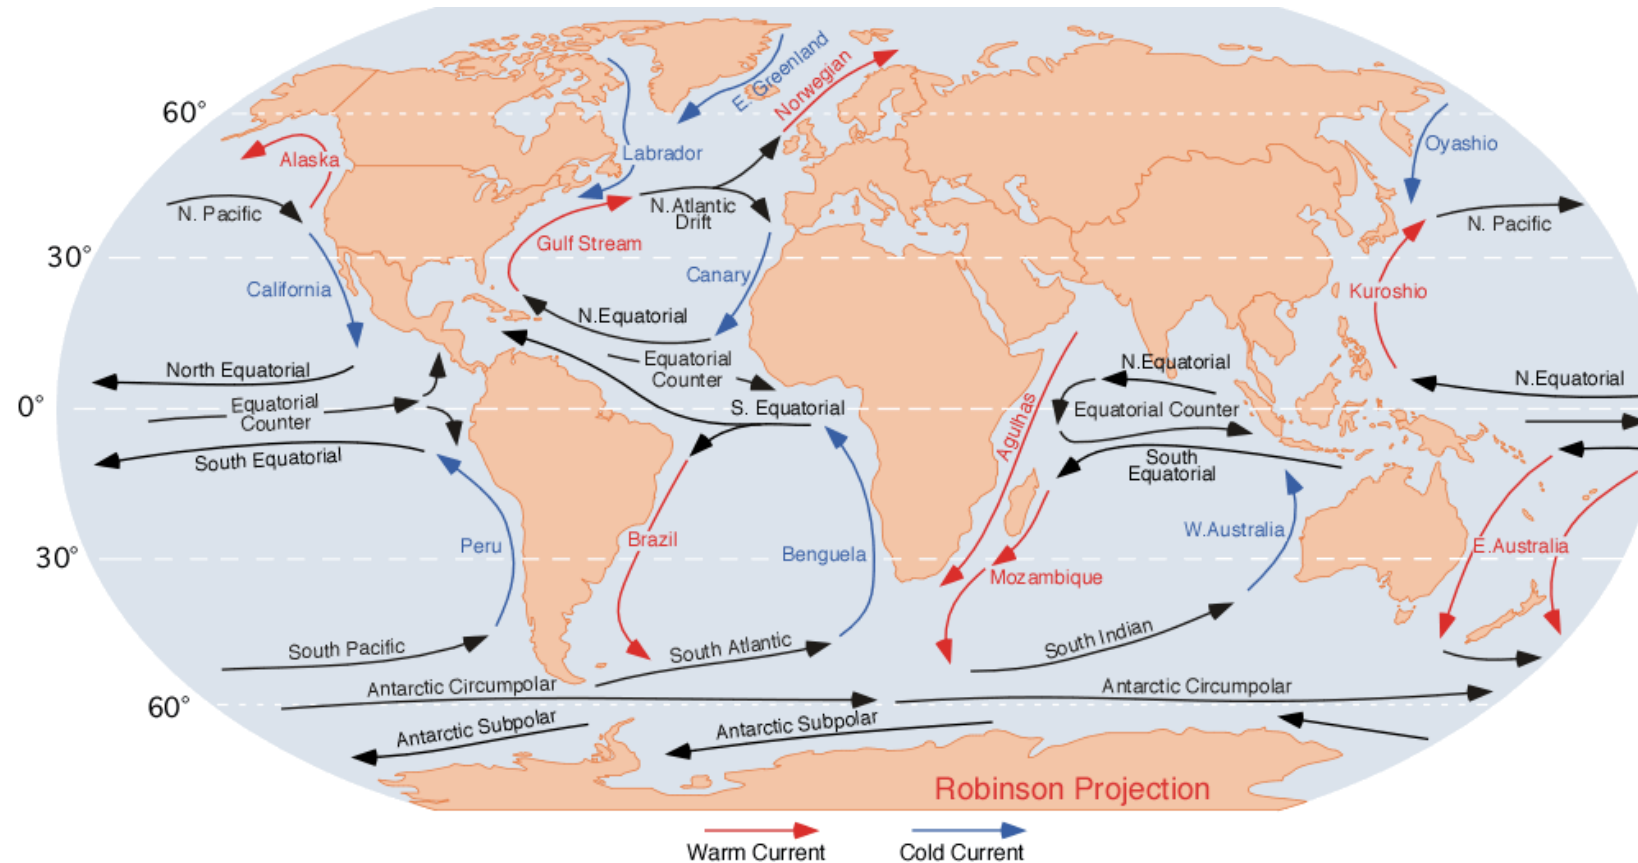 E. Greenland
Norwegian
60°
Labrador
Oyashio
Alaska
N. Pacific
N.Atlantic
Drift
N. Pacific
Gulf Stream
30°
Canary
California
Kuroshio
N.Equatorial
Equatorial
Counter
N.Equatorial
North Equatorial
N.Equatorial
0°
Equatorial
Counter
S. Equatorial
Equatorial Counter
Agulhas
South Equatorial
South
Equatorial
W.Australia
Peru
Brazil
Benguela
E.Australia
30°
Mozambique
South Pacific
South Atlantic
South Indian
Antarctic Circumpolar
Antarctic Circumpolar
60°
Antarctic Subpolar
Antarctic Subpolar
Robinson Projection
Warm Current
Cold Current